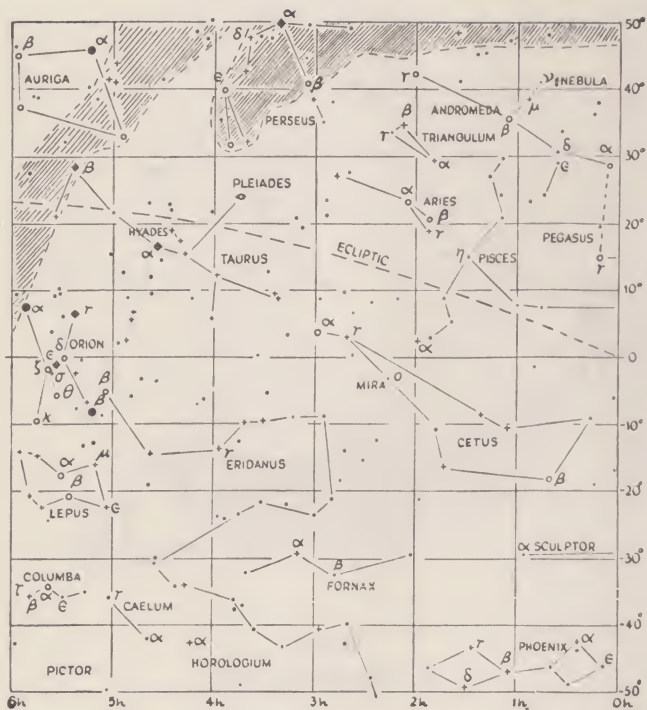 α 50°
β α δ
AURIGA
γ ν NEBULA
ε β 40°
PERSEUS ANDROMEDA μ
β β
γ TRIANGULUM δ
α ε α 30°
β
PLEIADES α ARIES
β 20°
HYADES γ
α TAURUS ECLIPTIC η PISCES PEGASUS
γ
10°
α γ
ORION α
δ γ
ζ ε α 0
σ MIRA
θ β
β
κ -10°
γ CETUS
α μ ERIDANUS
β β
-20°
LEPUS ε
α α SCULPTOR
β -30°
COLUMBA FORNAX
γ γ
β α ε CAELUM
α α
γ PHOENIX -40°
HOROLOGIUM β ε
PICTOR
δ
-50°
6h 5h 4h 3h 2h 1h 0h